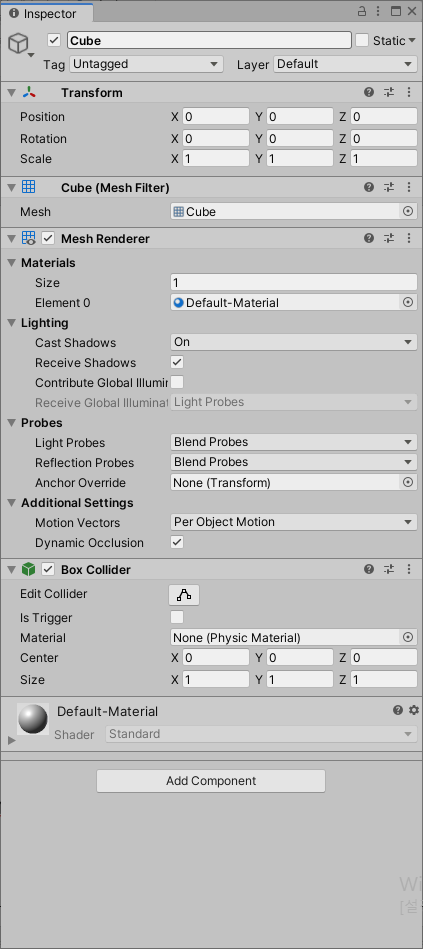 Inspector
Cube Static
Tag Untagged Layer Default
Transform
Position X 0 Y 0 Z 0
Rotation X 0 Y 0 Z 0
Scale X 1 Y 1 Z 1
Cube (Mesh Filter)
Mesh Cube
Mesh Renderer
Materials
Size 1
Element 0 Default-Material
Lighting
Cast Shadows On
Receive Shadows
Contribute Global Illumin
Receive Global Illuminat Light Probes
Probes
Light Probes Blend Probes
Reflection Probes Blend Probes
Anchor Override None (Transform)
Additional Settings
Motion Vectors Per Object Motion
Dynamic Occlusion
Box Collider
Edit Collider
Is Trigger
Material None (Physic Material)
Center X 0 Y 0 Z 0
Size X 1 Y 1 Z 1
Default-Material
Shader Standard
Add Component
Wi
[설